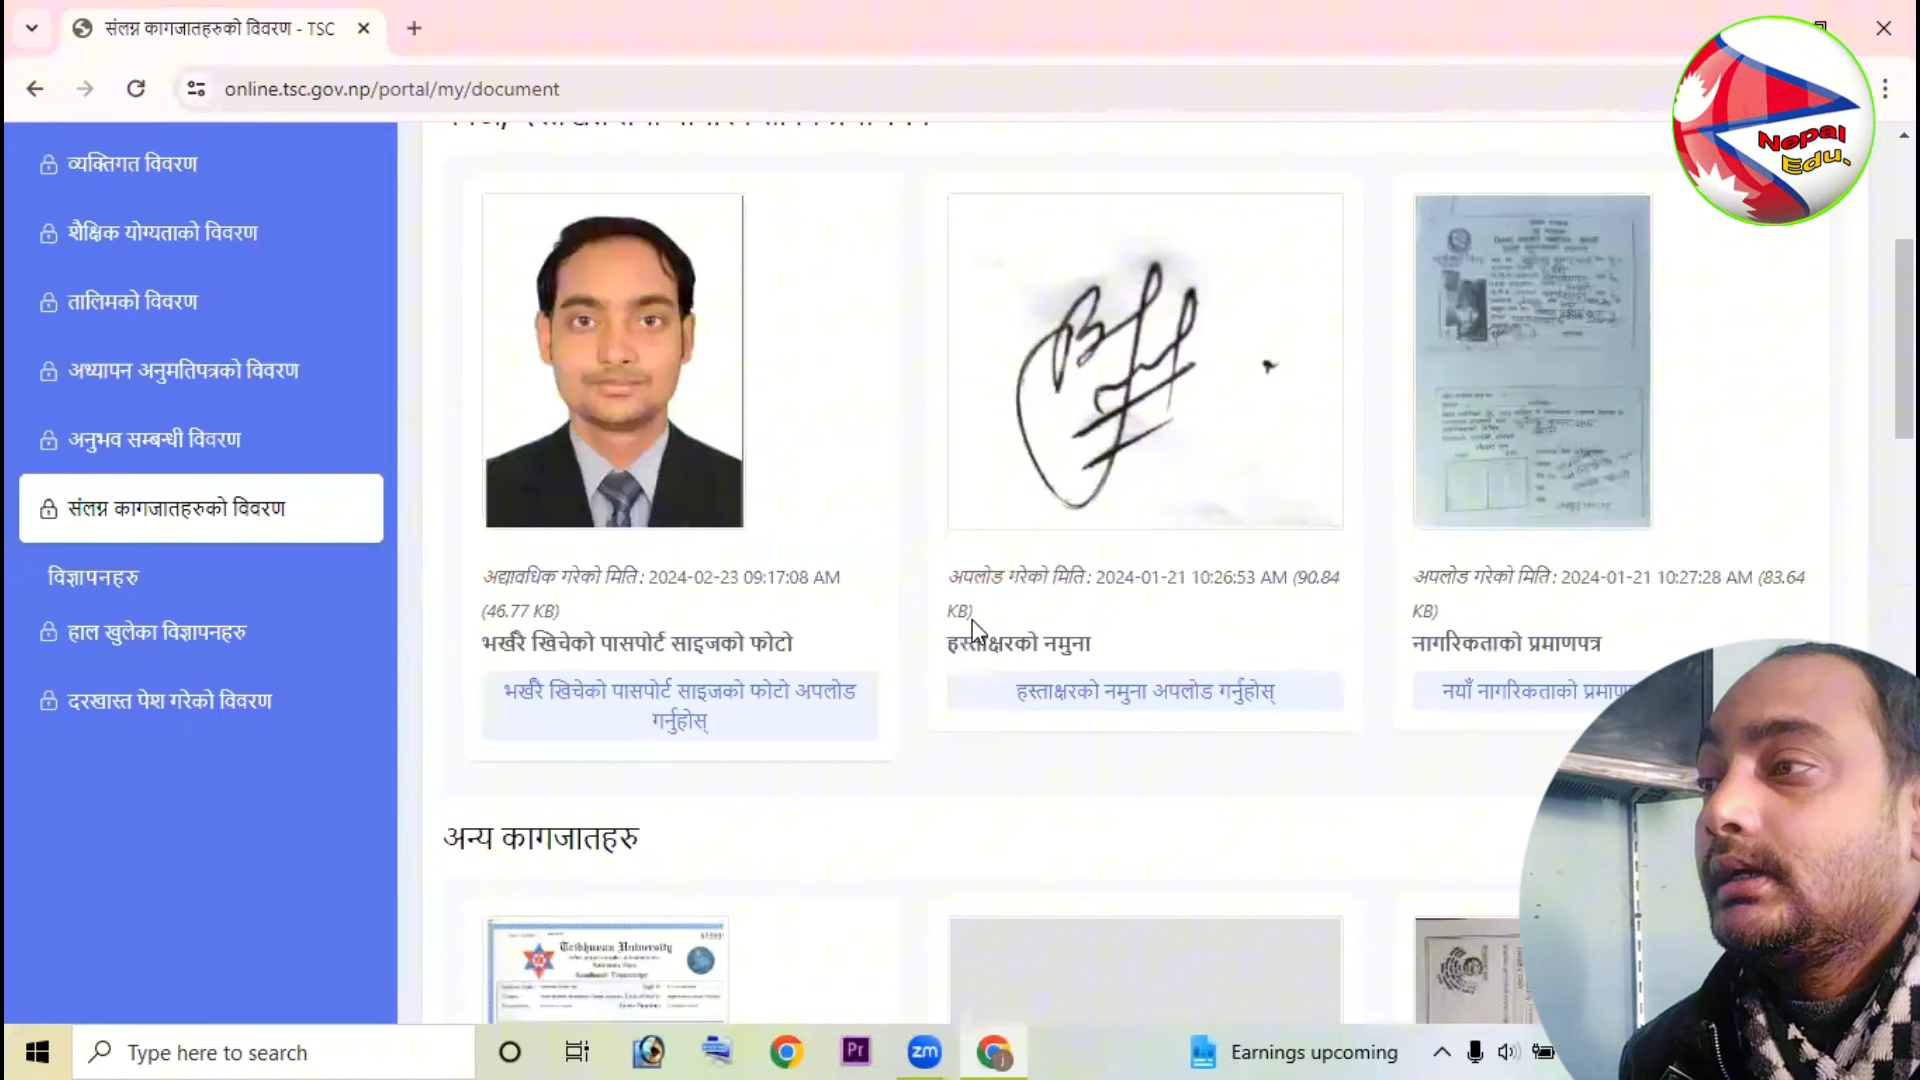 संलग्न कागजातहरुको विवरण - TSC
online.tsc.gov.np/portal/my/document
Nepal
Edu.
व्यक्तिगत विवरण
शैक्षिक योग्यताको विवरण
तालिमको विवरण
अध्यापन अनुमतिपत्रको विवरण
अनुभव सम्बन्धी विवरण
संलग्न कागजातहरुको विवरण
विज्ञापनहरु
हाल खुलेका विज्ञापनहरु
दरखास्त पेश गरेको विवरण
अद्यावधिक गरेको मिति : 2024-02-23 09:17:08 AM
(46.77 KB)
भर्खरै खिचेको पासपोर्ट साइजको फोटो
भर्खरै खिचेको पासपोर्ट साइजको फोटो अपलोड
गर्नुहोस्
अपलोड गरेको मिति : 2024-01-21 10:26:53 AM (90.84
KB)
हस्ताक्षरको नमुना
हस्ताक्षरको नमुना अपलोड गर्नुहोस्
अपलोड गरेको मिति : 2024-01-21 10:27:28 AM (83.64
KB)
नागरिकताको प्रमाणपत्र
नयाँ नागरिकताको
अन्य कागजातहरु
Tribhuvan University
Academic Transcript
Type here to search
Pr
zm
j
Earnings upcoming